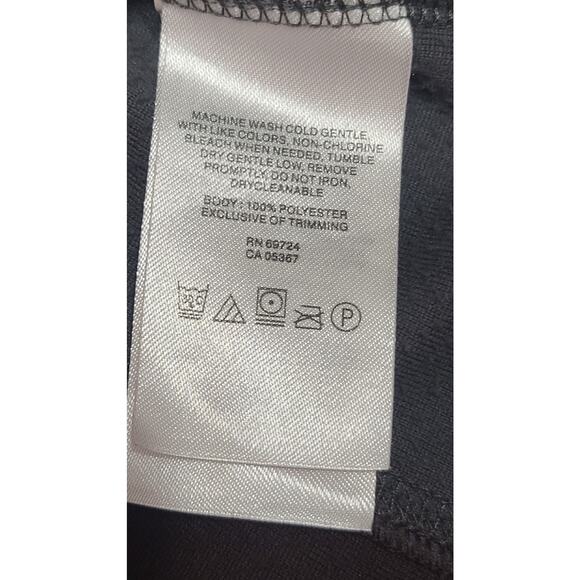 MACHINE WASH COLD GENTLE,
WITH LIKE COLORS, NON-CHLORINE
BLEACH WHEN NEEDED, TUMBLE
DRY GENTLE LOW, REMOVE
PROMPTLY, DO NOT IRON,
DRYCLEANABLE
BODY : 100% POLYESTER
EXCLUSIVE OF TRIMMING
RN 69724
CA 05367
30C P